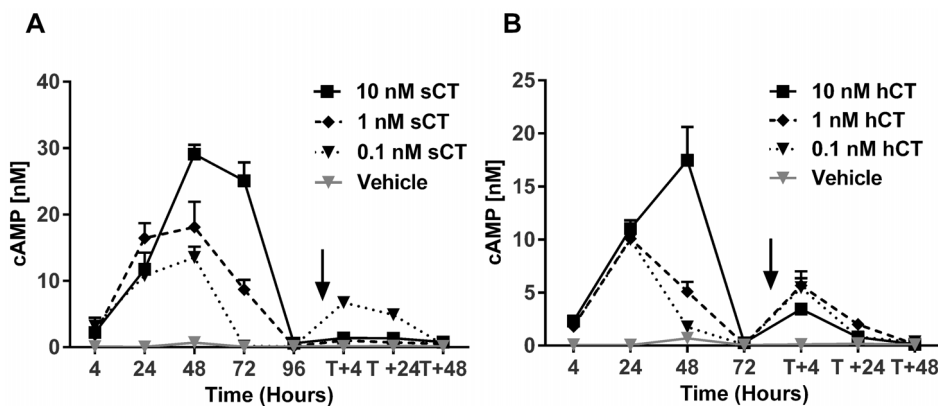 A
40
30
20
10
0
cAMP [nM]
10 nM sCT
1 nM sCT
0.1 nM sCT
Vehicle
4 24 48 72 96 T+4 T +24 T+48
Time (Hours)
B
25
20
15
10
5
0
cAMP [nM]
10 nM hCT
1 nM hCT
0.1 nM hCT
Vehicle
4 24 48 72 T+4 T +24 T+48
Time (Hours)